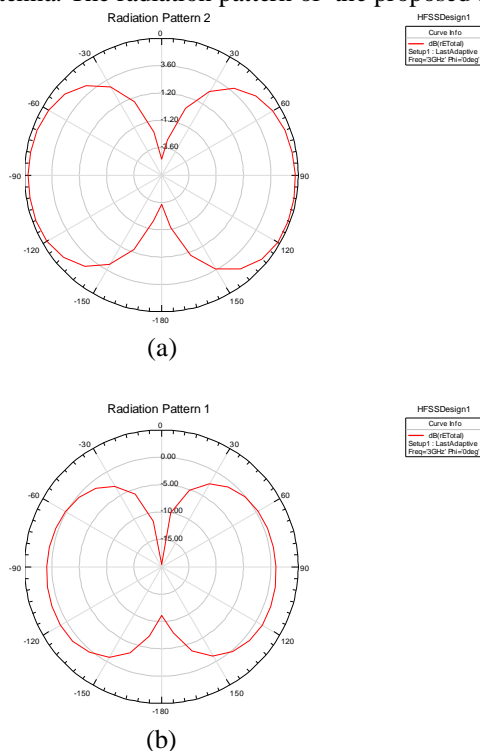 enna. The radiation pattern of the proposed
Radiation Pattern 2
HFSSDesign1
Curve Info
dB(rETotal)
Setup1 : LastAdaptive
Freq='3GHz' Phi='0deg'
0
-30
30
3.60
-60
60
1.20
-1.20
-3.60
-90
90
-120
120
-150
150
-180
(a)
Radiation Pattern 1
HFSSDesign1
Curve Info
dB(rETotal)
Setup1 : LastAdaptive
Freq='3GHz' Phi='0deg'
0
-30
30
0.00
-60
60
-5.00
-10.00
-15.00
-90
90
-120
120
-150
150
-180
(b)